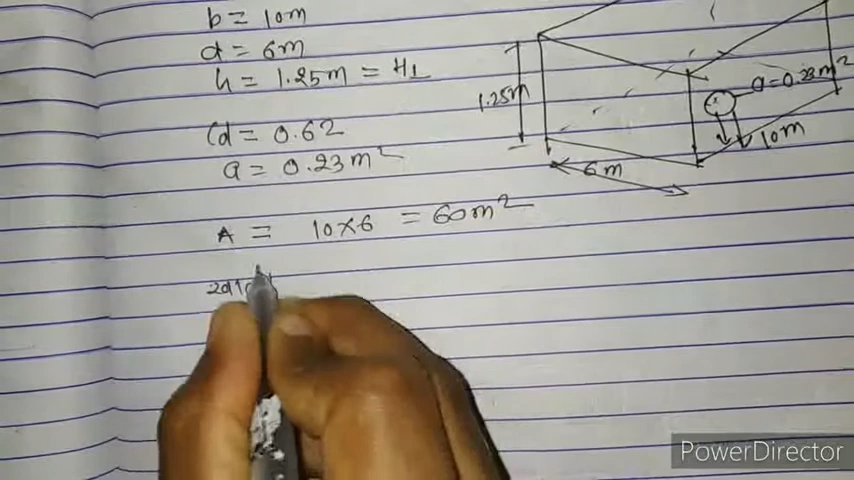 b = 10m
d = 6m
h = 1.25m = H1
Cd = 0.62
a = 0.23m²
A = 10×6 = 60m²
1.25m
a=0.23m²
10m
6m
PowerDirector